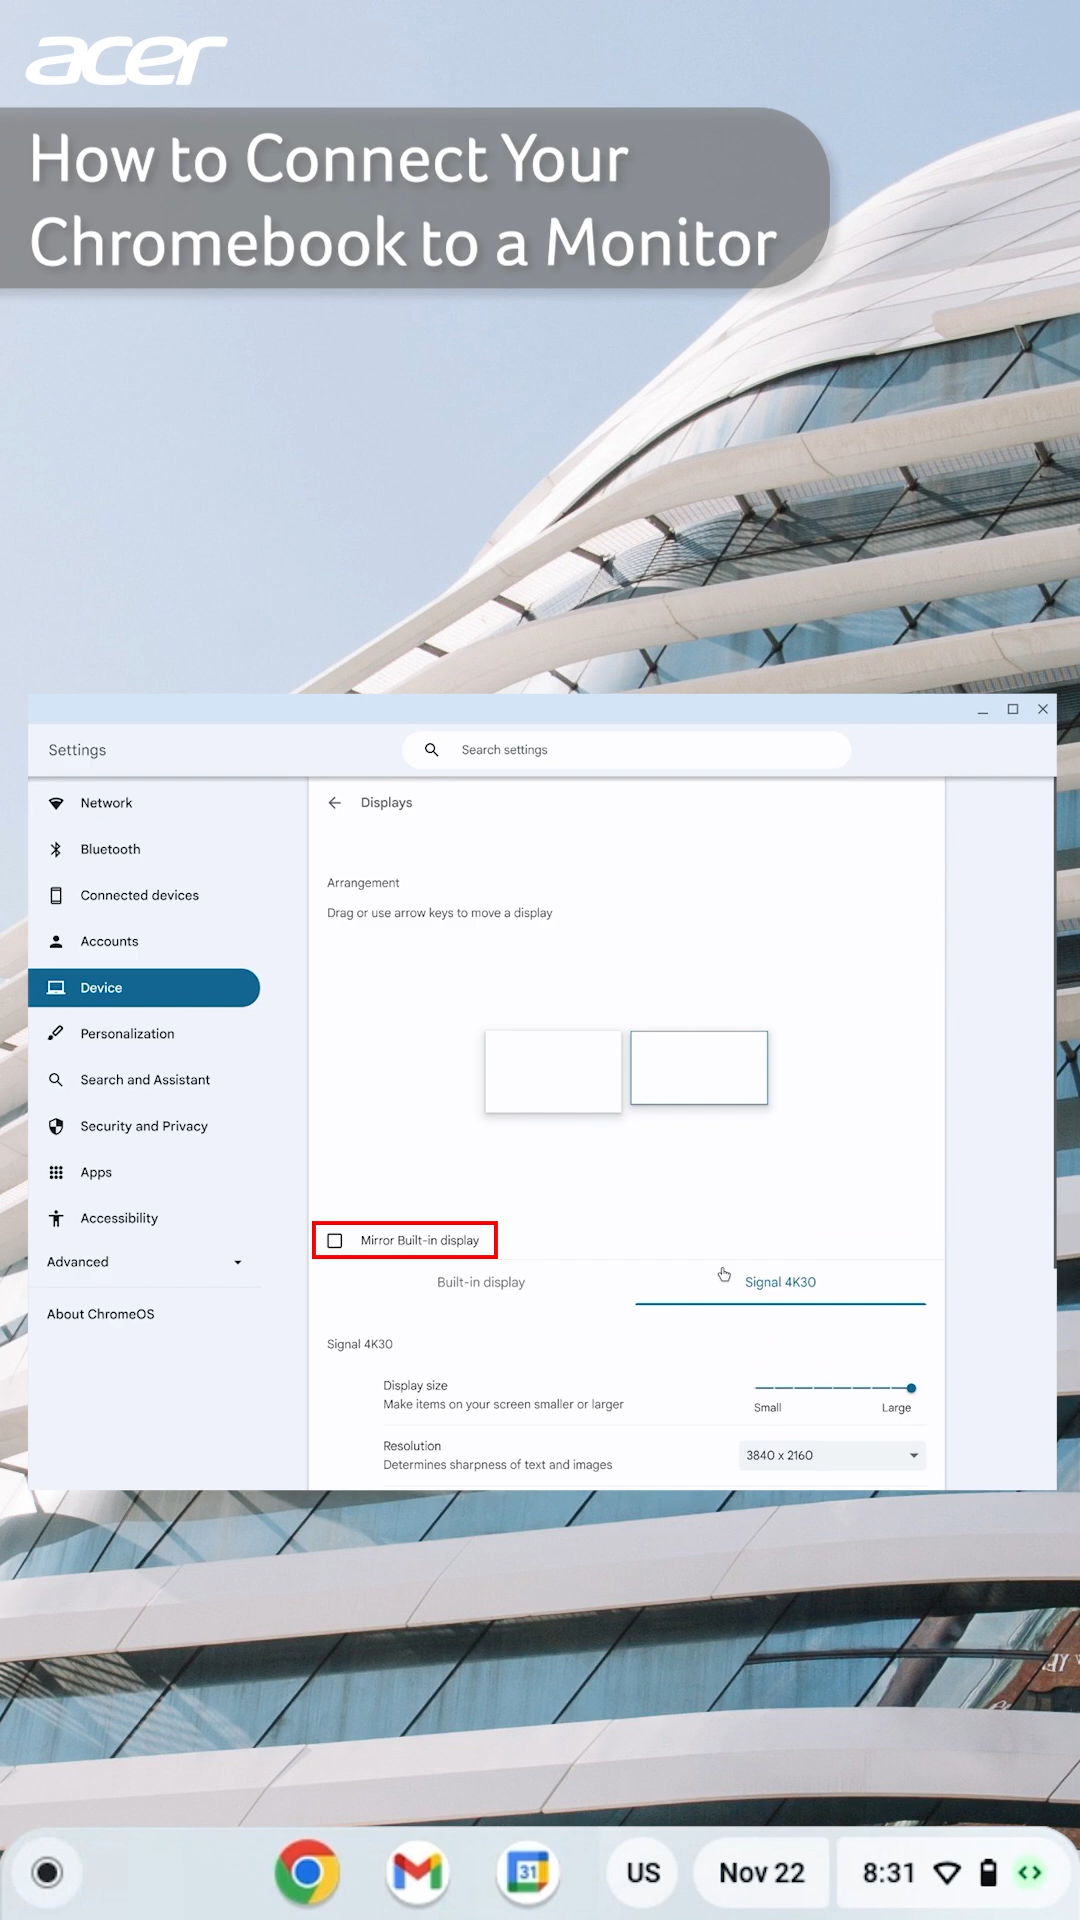 acer
How to Connect Your
Chromebook to a Monitor
Settings
Search settings
Network
Bluetooth
Connected devices
Accounts
Device
Personalization
Search and Assistant
Security and Privacy
Apps
Accessibility
Advanced
About ChromeOS
Displays
Arrangement
Drag or use arrow keys to move a display
Mirror Built-in display
Built-in display
Signal 4K30
Signal 4K30
Display size
Make items on your screen smaller or larger
Small
Large
Resolution
Determines sharpness of text and images
3840 x 2160
31
US
Nov 22
8:31